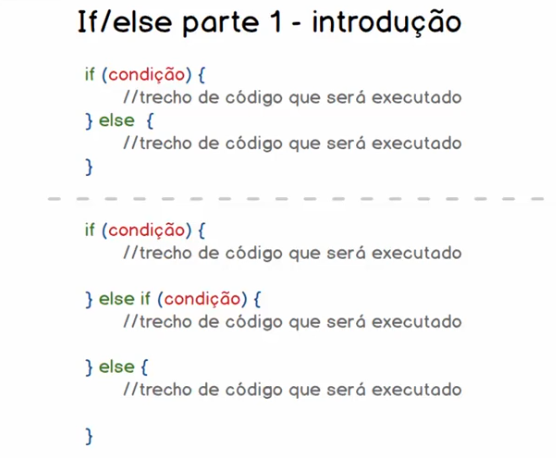 If/else parte 1 - introdução
if (condição) {
//trecho de código que será executado
} else {
//trecho de código que será executado
}
if (condição) {
//trecho de código que será executado
} else if (condição) {
//trecho de código que será executado
} else {
//trecho de código que será executado
}